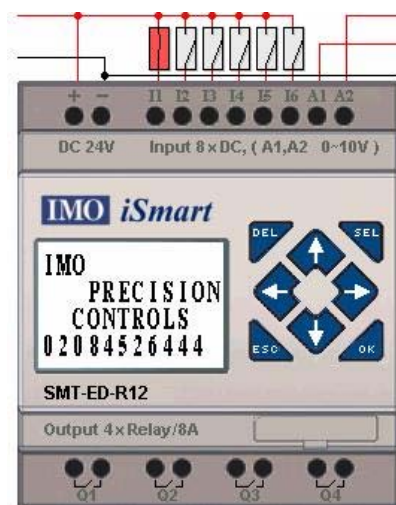 + − I1 I2 I3 I4 I5 I6 A1 A2
DC 24V Input 8×DC, ( A1,A2 0~10V )
IMO iSmart
DEL SEL
IMO
PRECISION
CONTROLS
02084526444
ESC OK
SMT-ED-R12
Output 4×Relay/8A
Q1 Q2 Q3 Q4